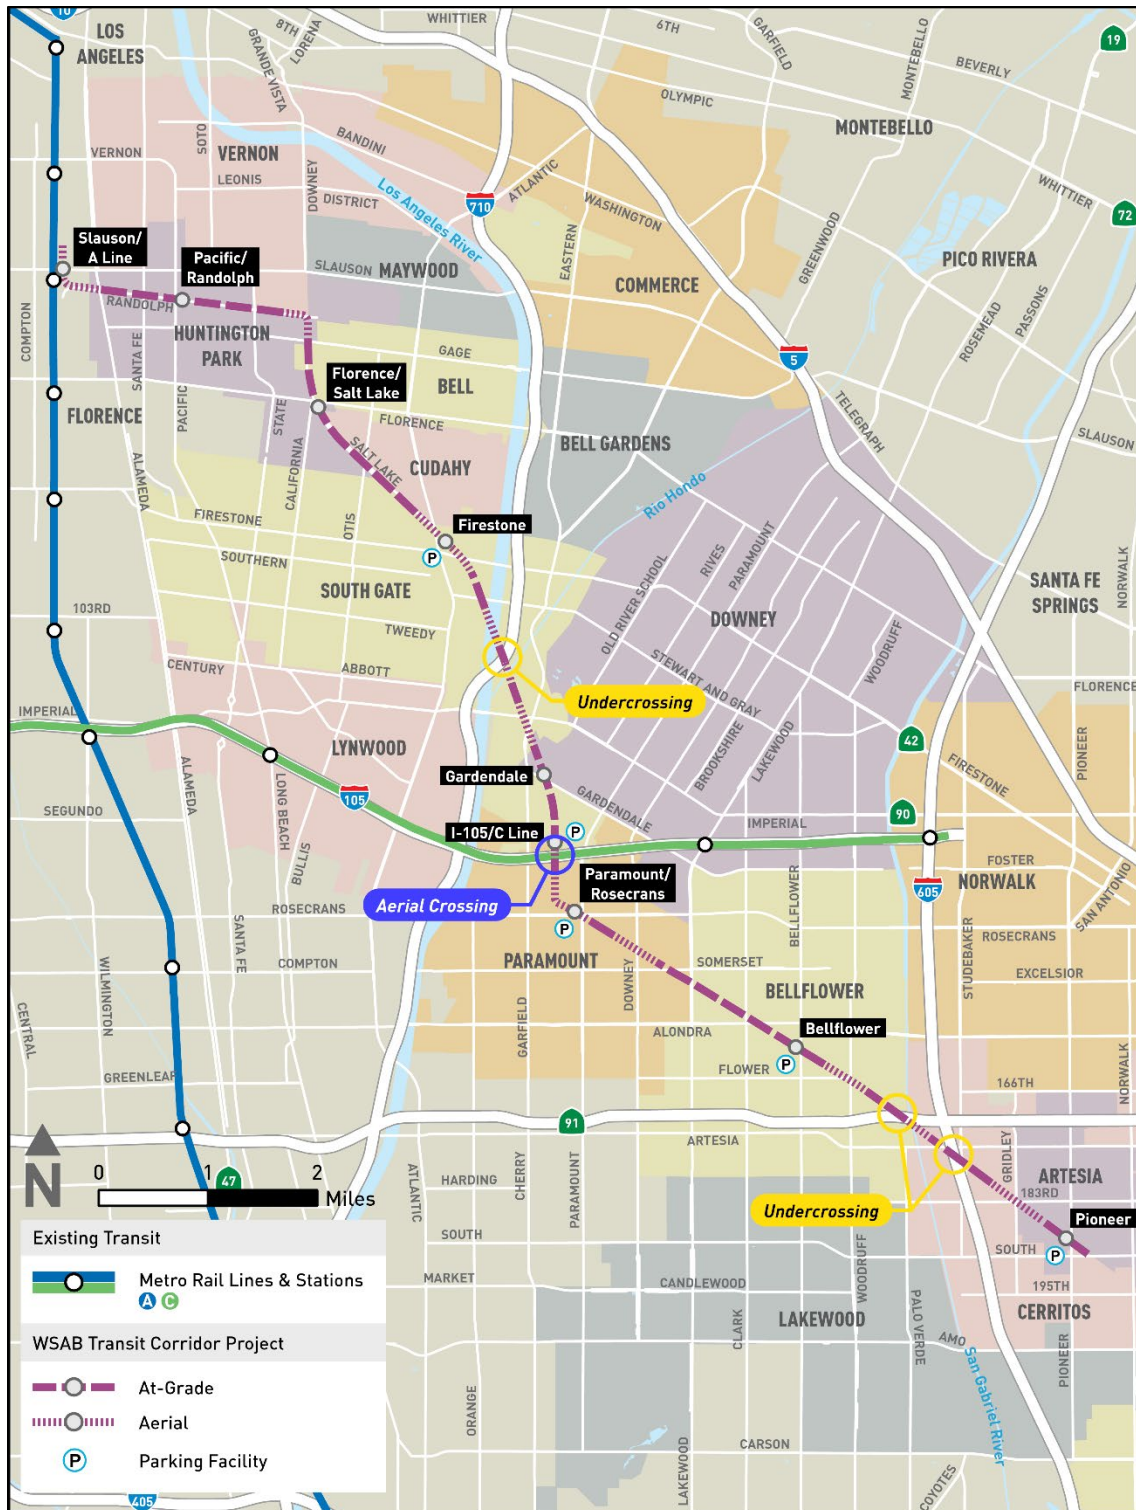 10
LOS
ANGELES
8TH
LORENA
GRANDE VISTA
WHITTIER
6TH
GARFIELD
MONTEBELLO
19
BEVERLY
OLYMPIC
MONTEBELLO
WHITTIER
VERNON
SOTO
VERNON
LEONIS
DOWNEY
DISTRICT
BANDINI
Los Angeles River
710
ATLANTIC
WASHINGTON
EASTERN
GREENWOOD
72
PICO RIVERA
ROSEMEAD
PASSONS
Slauson/
A Line
Pacific/
Randolph
SLAUSON
MAYWOOD
COMMERCE
COMPTON
RANDOLPH
HUNTINGTON
PARK
SANTA FE
PACIFIC
GAGE
BELL
5
Florence/
Salt Lake
FLORENCE
STATE
CALIFORNIA
FLORENCE
SALT LAKE
CUDAHY
BELL GARDENS
TELEGRAPH
SLAUSON
ALAMEDA
FIRESTONE
OTIS
Firestone
P
SOUTHERN
Rio Hondo
SOUTH GATE
OLD RIVER SCHOOL
RIVES
PARAMOUNT
DOWNEY
SANTA FE
SPRINGS
NORWALK
103RD
TWEEDY
CENTURY
ABBOTT
Undercrossing
STEWART AND GRAY
WOODRUFF
FLORENCE
IMPERIAL
LYNWOOD
BROOKSHIRE
LAKEWOOD
42
FIRESTONE
PIONEER
ALAMEDA
LONG BEACH
105
Gardendale
GARDENDALE
SEGUNDO
BULLIS
I-105/C Line
P
IMPERIAL
90
FOSTER
NORWALK
605
SAN ANTONIO
Aerial Crossing
Paramount/
Rosecrans
P
BELLFLOWER
ROSECRANS
SANTA FE
STUDEBAKER
ROSECRANS
COMPTON
WILMINGTON
PARAMOUNT
DOWNEY
SOMERSET
EXCELSIOR
BELLFLOWER
CENTRAL
GARFIELD
ALONDRA
Bellflower
P
FLOWER
GREENLEAF
166TH
NORWALK
91
ARTESIA
GRIDLEY
ARTESIA
N
0 1 2 Miles
47
ATLANTIC
HARDING
CHERRY
PARAMOUNT
183RD
Undercrossing
Pioneer
P
SOUTH
SOUTH
MARKET
CANDLEWOOD
WOODRUFF
195TH
CLARK
LAKEWOOD
PALO VERDE
CERRITOS
AMO
PIONEER
San Gabriel River
ORANGE
LAKEWOOD
CARSON
COYOTES
405
Existing Transit
Metro Rail Lines & Stations
A C
WSAB Transit Corridor Project
At-Grade
Aerial
P Parking Facility